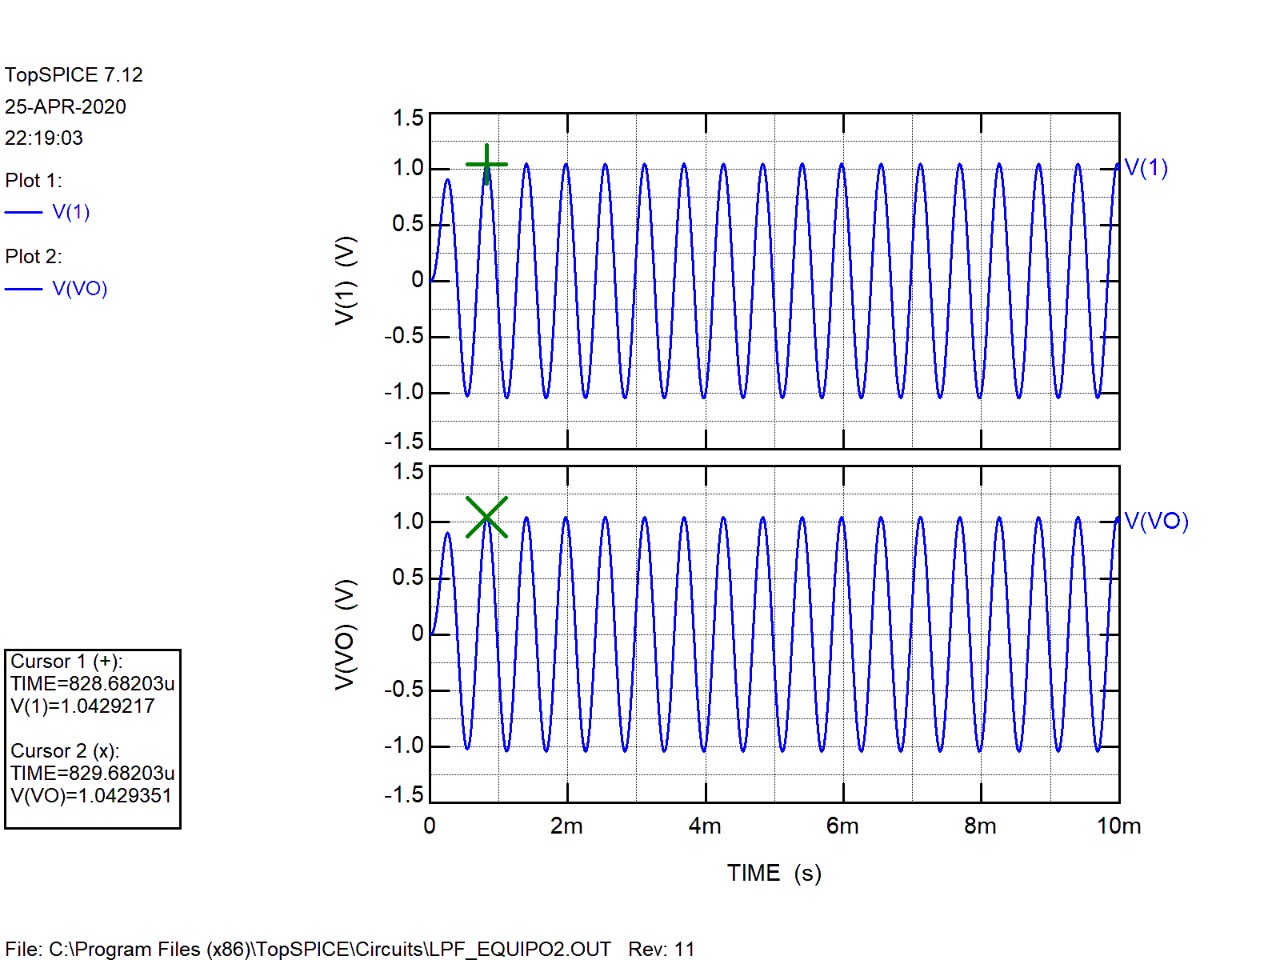 TopSPICE 7.12
25-APR-2020
22:19:03
Plot 1:
V(1)
Plot 2:
V(VO)
1.5
1.0
0.5
0
-0.5
-1.0
-1.5
V(1) (V)
V(1)
1.5
1.0
0.5
0
-0.5
-1.0
-1.5
V(VO) (V)
V(VO)
0 2m 4m 6m 8m 10m
TIME (s)
Cursor 1 (+):
TIME=828.68203u
V(1)=1.0429217
Cursor 2 (x):
TIME=829.68203u
V(VO)=1.0429351
File: C:\Program Files (x86)\TopSPICE\Circuits\LPF_EQUIPO2.OUT Rev: 11